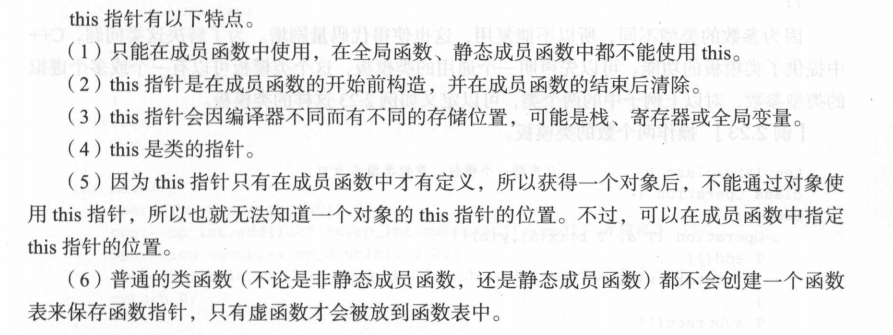 this 指针有以下特点。
（1）只能在成员函数中使用，在全局函数、静态成员函数中都不能使用 this。
（2）this 指针是在成员函数的开始前构造，并在成员函数的结束后清除。
（3）this 指针会因编译器不同而有不同的存储位置，可能是栈、寄存器或全局变量。
（4）this 是类的指针。
（5）因为 this 指针只有在成员函数中才有定义，所以获得一个对象后，不能通过对象使
用 this 指针，所以也就无法知道一个对象的 this 指针的位置。不过，可以在成员函数中指定
this 指针的位置。
（6）普通的类函数（不论是非静态成员函数，还是静态成员函数）都不会创建一个函数
表来保存函数指针，只有虚函数才会被放到函数表中。